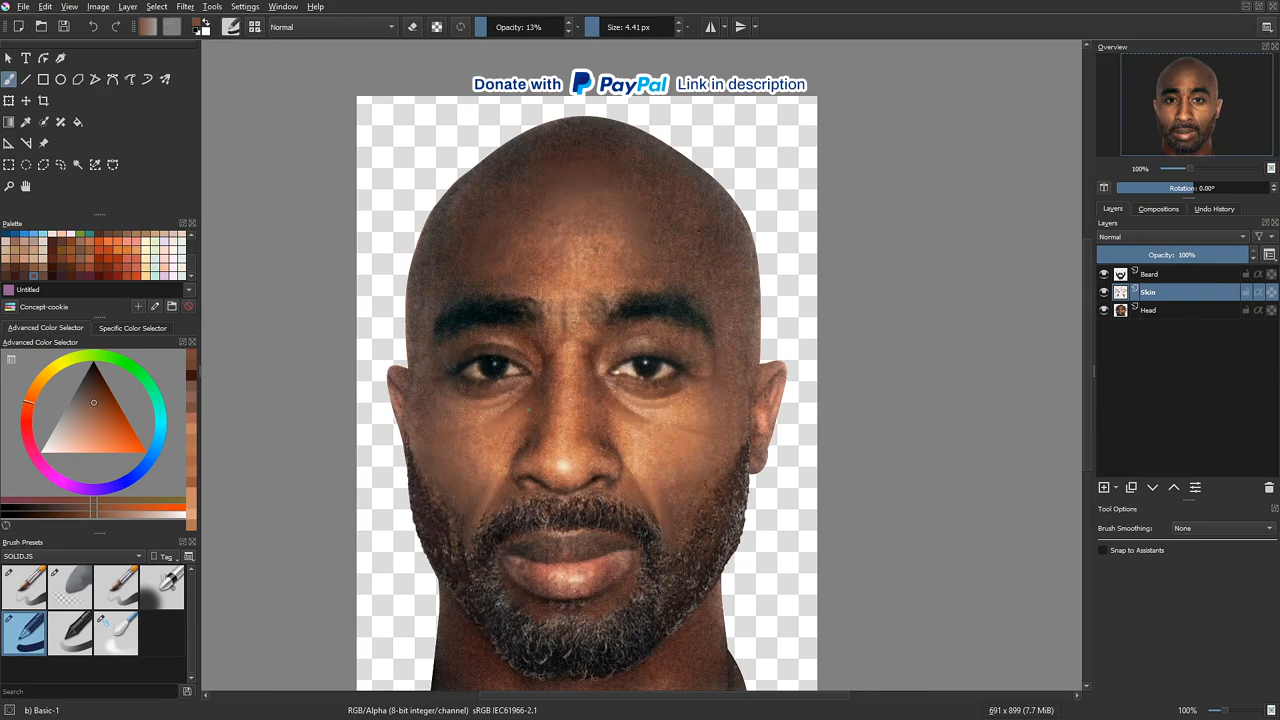 File Edit View Image Layer Select Filter Tools Settings Window Help
Normal
Opacity: 13%
Size: 4.41 px
Donate with PayPal Link in description
Overview
100%
Rotation: 0.00°
Layers Compositions Undo History
Layers
Normal
Opacity: 100%
Beard
Skin
Head
Tool Options
Brush Smoothing: None
Snap to Assistants
Palette
Untitled
Concept-cookie
Advanced Color Selector Specific Color Selector
Advanced Color Selector
Brush Presets
SOLIDJS
Tag
Search
b) Basic-1
RGB/Alpha (8-bit integer/channel) sRGB IEC61966-2.1
691 x 899 (7.7 MiB)
100%